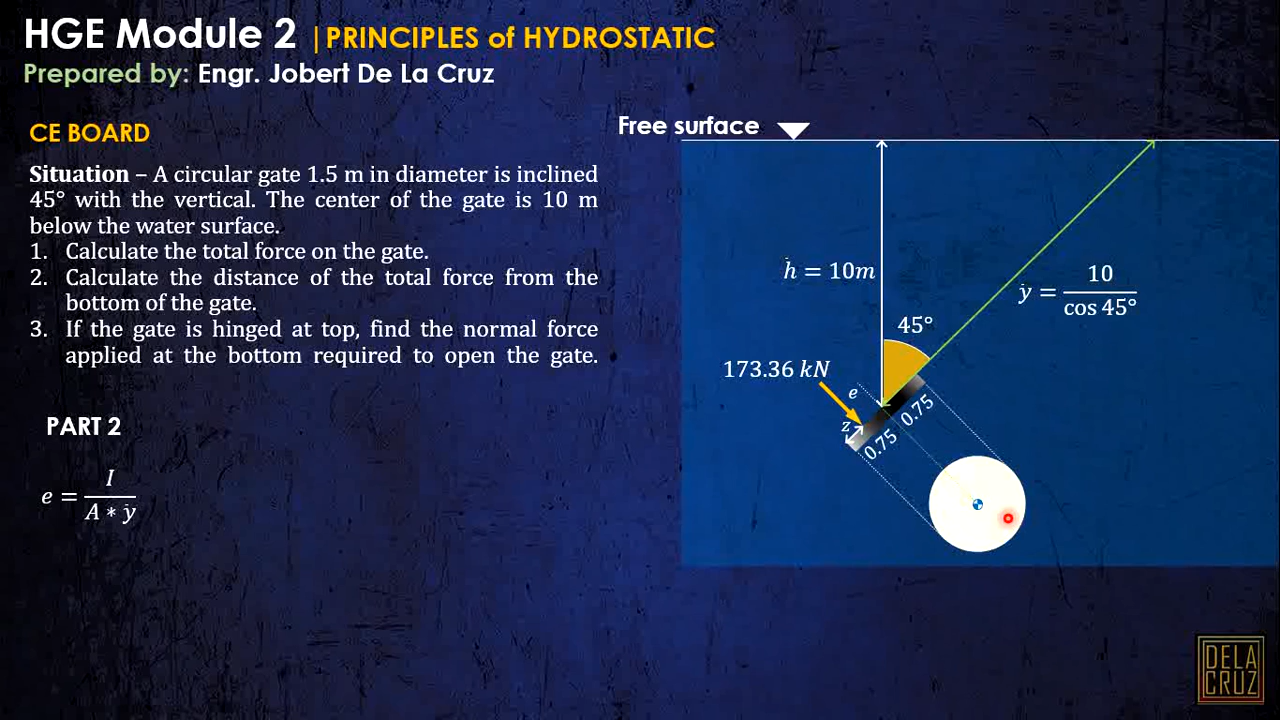 HGE Module 2 | PRINCIPLES of HYDROSTATIC
Prepared by: Engr. Jobert De La Cruz
CE BOARD
Situation – A circular gate 1.5 m in diameter is inclined
45° with the vertical. The center of the gate is 10 m
below the water surface.
1. Calculate the total force on the gate.
2. Calculate the distance of the total force from the
bottom of the gate.
3. If the gate is hinged at top, find the normal force
applied at the bottom required to open the gate.
PART 2
e = I / A ∗ ẏ
Free surface
ḣ = 10m
ẏ = 10 / cos 45°
45°
173.36 kN
e
z
0.75
0.75
DELA
CRUZ